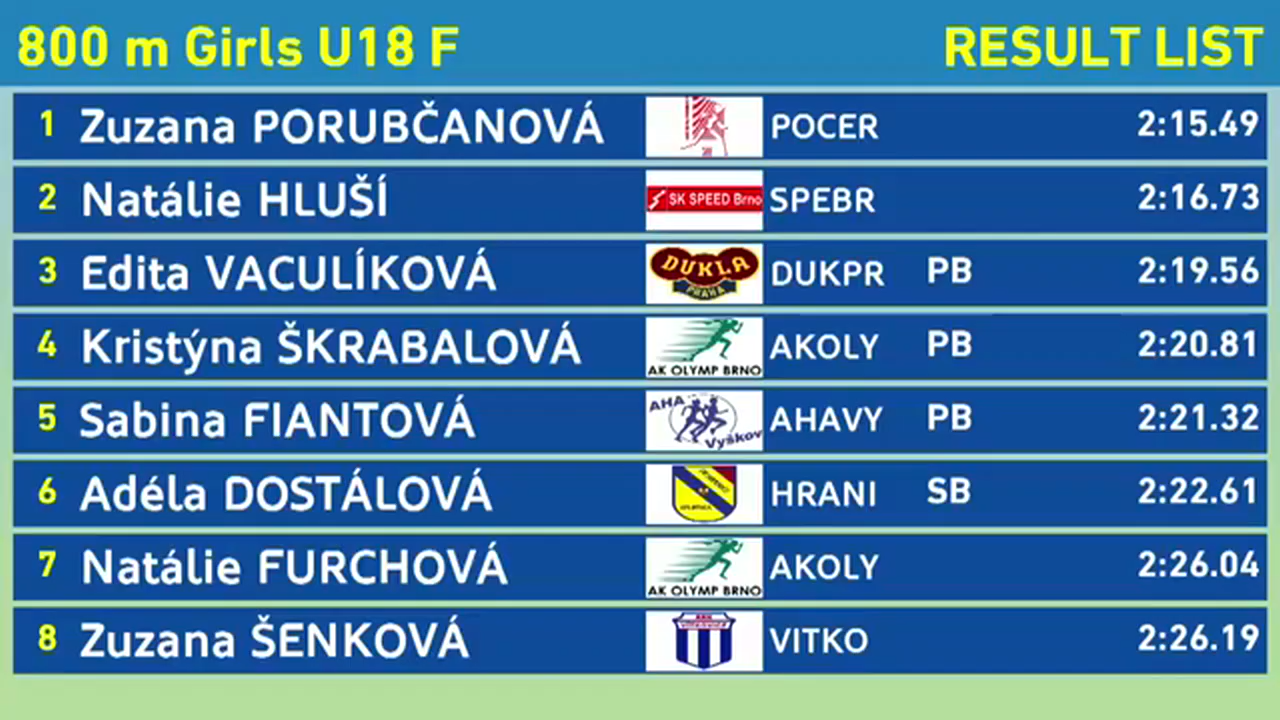 800 m Girls U18 F RESULT LIST
1 Zuzana PORUBČANOVÁ POCER 2:15.49
2 Natálie HLUŠÍ SK SPEED Brno SPEBR 2:16.73
3 Edita VACULÍKOVÁ DUKLA PRAHA DUKPR PB 2:19.56
4 Kristýna ŠKRABALOVÁ AK OLYMP BRNO AKOLY PB 2:20.81
5 Sabina FIANTOVÁ AHA Vyškov AHAVY PB 2:21.32
6 Adéla DOSTÁLOVÁ HRANI SB 2:22.61
7 Natálie FURCHOVÁ AK OLYMP BRNO AKOLY 2:26.04
8 Zuzana ŠENKOVÁ VITKO 2:26.19